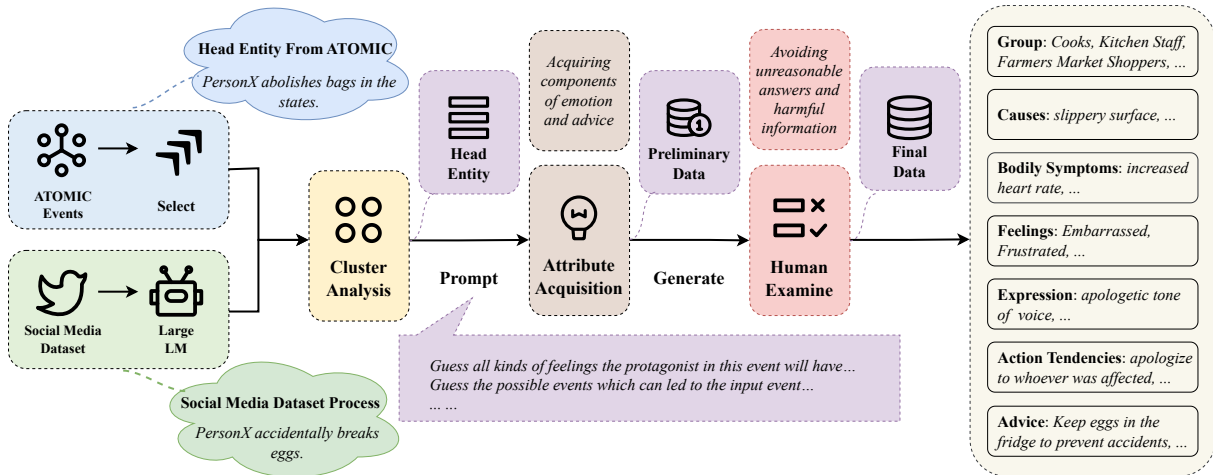 Head Entity From ATOMIC
PersonX abolishes bags in the
states.
ATOMIC
Events
Select
Social Media
Dataset
Large
LM
Social Media Dataset Process
PersonX accidentally breaks
eggs.
Cluster
Analysis
Head
Entity
Prompt
Acquiring
components
of emotion
and advice
Attribute
Acquisition
1
Preliminary
Data
Generate
Avoiding
unreasonable
answers and
harmful
information
Human
Examine
Final
Data
Guess all kinds of feelings the protagonist in this event will have…
Guess the possible events which can led to the input event…
… …
Group: Cooks, Kitchen Staff,
Farmers Market Shoppers, ...
Causes: slippery surface, ...
Bodily Symptoms: increased
heart rate, ...
Feelings: Embarrassed,
Frustrated, ...
Expression: apologetic tone
of voice, ...
Action Tendencies: apologize
to whoever was affected, ...
Advice: Keep eggs in the
fridge to prevent accidents, ...